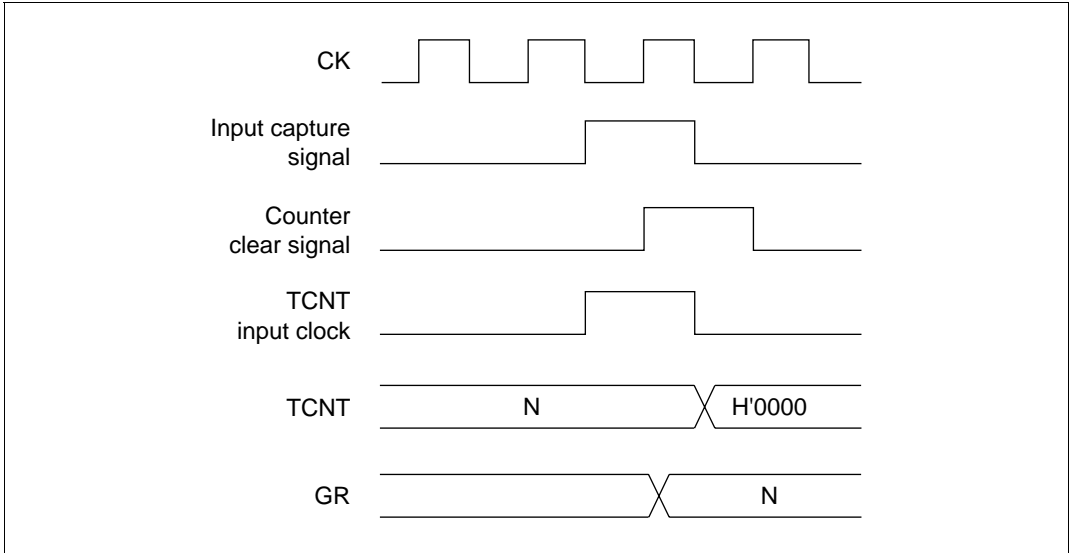 CK
Input capture
signal
Counter
clear signal
TCNT
input clock
TCNT
N
H'0000
GR
N